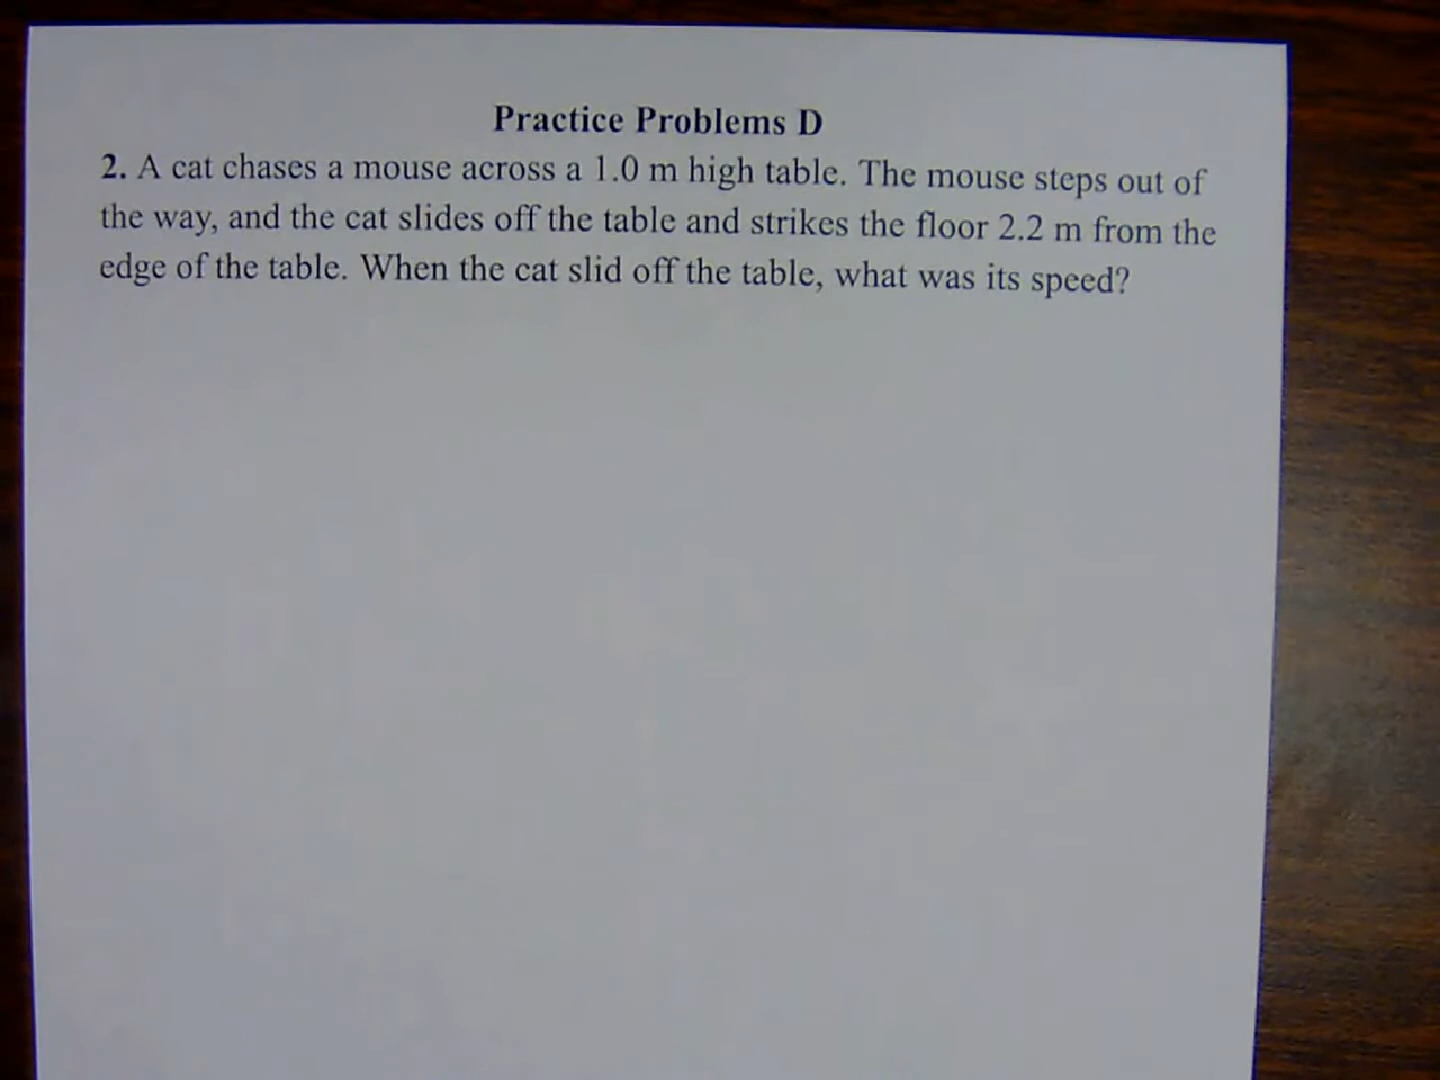 Practice Problems D
2. A cat chases a mouse across a 1.0 m high table. The mouse steps out of
the way, and the cat slides off the table and strikes the floor 2.2 m from the
edge of the table. When the cat slid off the table, what was its speed?